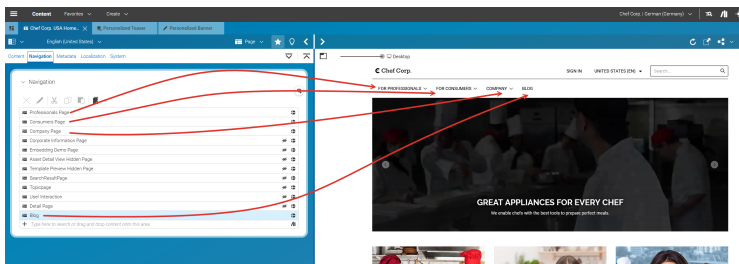 Content Favorites Create Chef Corp. | German (Germany)
Chef Corp. USA Home... Personalized Teaser Personalized Banner
English (United States) Page
Content Navigation Metadata Localization System Desktop
Navigation
Professionals Page
Consumers Page
Company Page
Corporate Information Page
Embedding Demo Page
Asset Detail View Hidden Page
Template Preview Hidden Page
SearchResultPage
Topicpage
User Interaction
Detail Page
Blog
Type here to search or drag and drop content onto this area.
Chef Corp. SIGN IN UNITED STATES (EN) Search...
FOR PROFESSIONALS FOR CONSUMERS COMPANY BLOG
GREAT APPLIANCES FOR EVERY CHEF
We enable chefs with the best tools to prepare perfect meals.